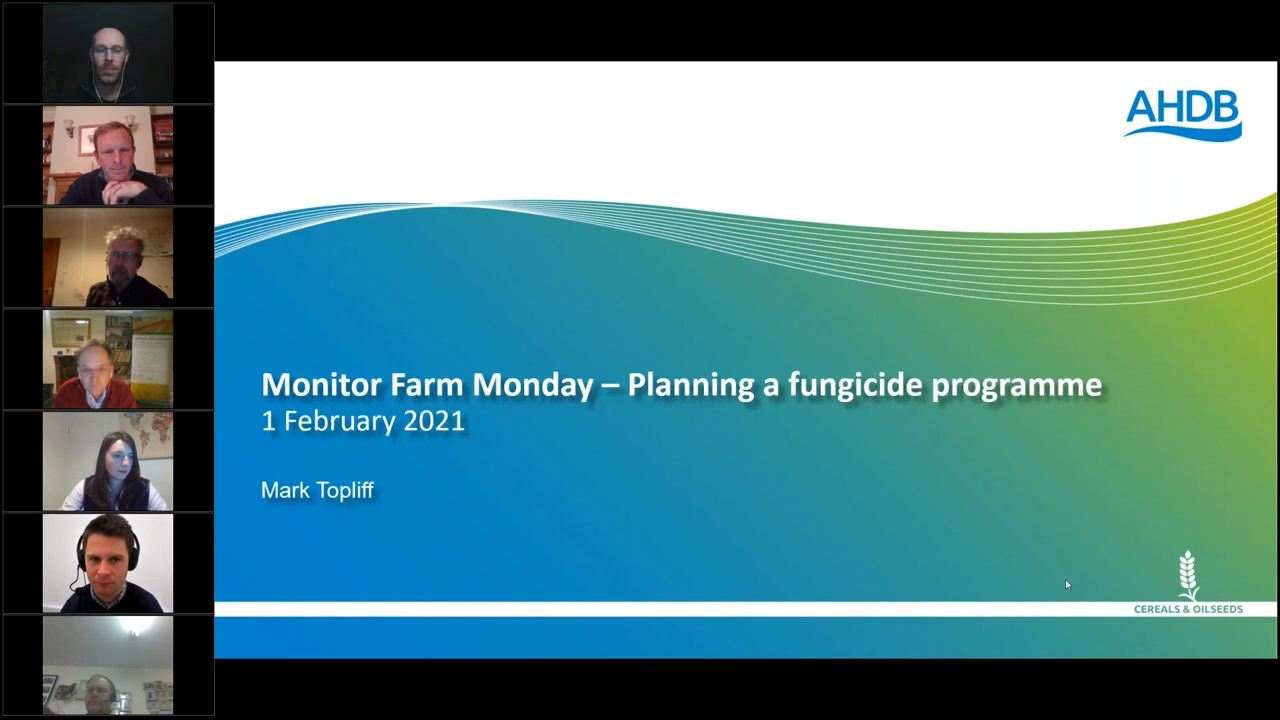 AHDB
Monitor Farm Monday – Planning a fungicide programme
1 February 2021
Mark Topliff
CEREALS & OILSEEDS